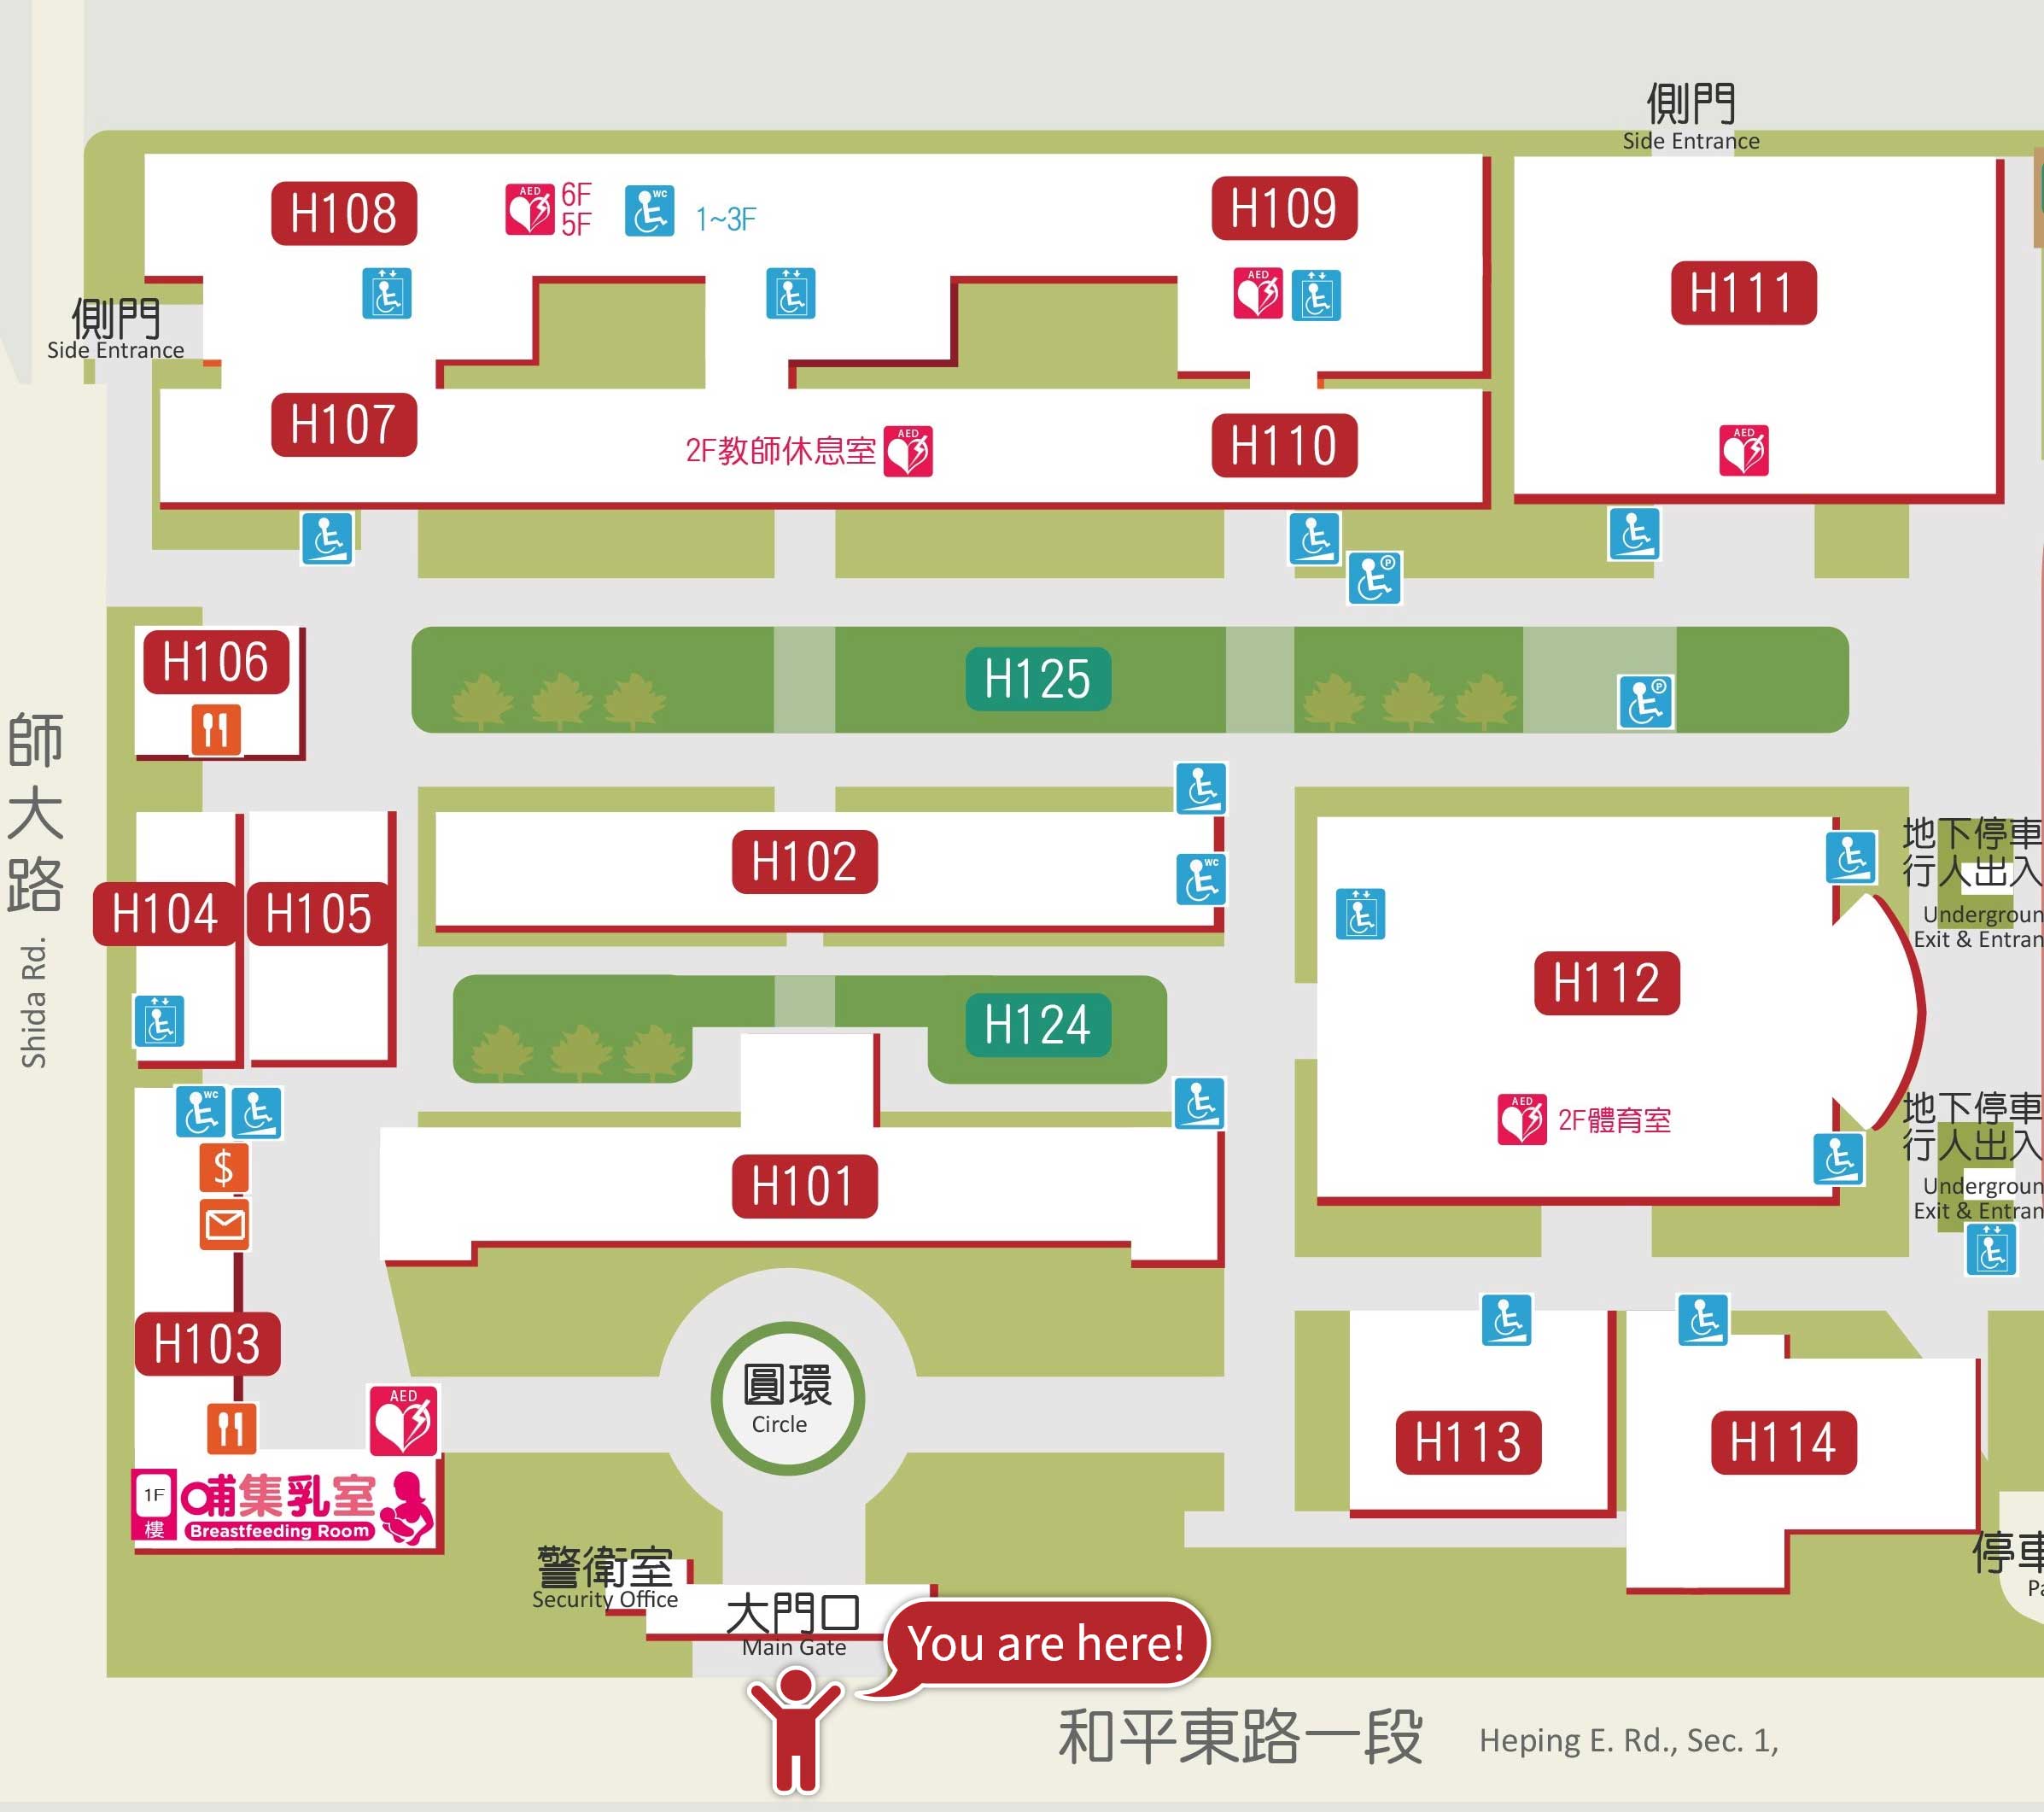 側門
Side Entrance
H108
AED
6F
5F
WC
1~3F
H109
AED
H111
側門
Side Entrance
H107
2F教師休息室
AED
H110
AED
P
H106
H125
P
師大路
Shida Rd.
H102
WC
H104
H105
地下停車
行人出入
Undergroun
Exit & Entran
H112
H124
AED
2F體育室
地下停車
行人出入
Undergroun
Exit & Entran
WC
$
H101
H103
圓環
Circle
AED
H113
H114
1F
樓
哺集乳室
Breastfeeding Room
警衛室
Security Office
大門口
Main Gate
You are here!
停車
Pa
和平東路一段
Heping E. Rd., Sec. 1,